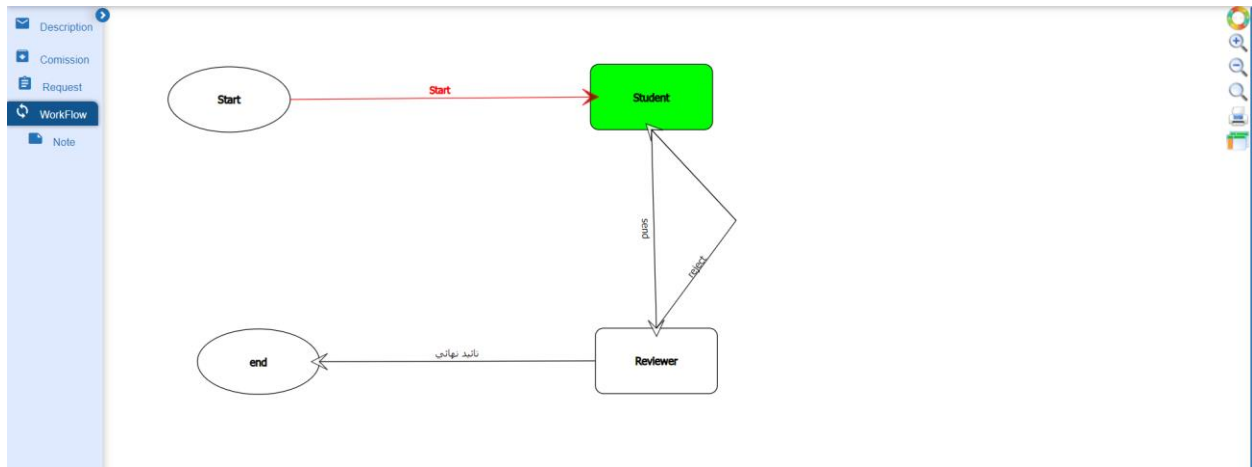 Description
Comission
Request
WorkFlow
Note
Start
Start
Student
send
reject
تائید نهائی
end
Reviewer